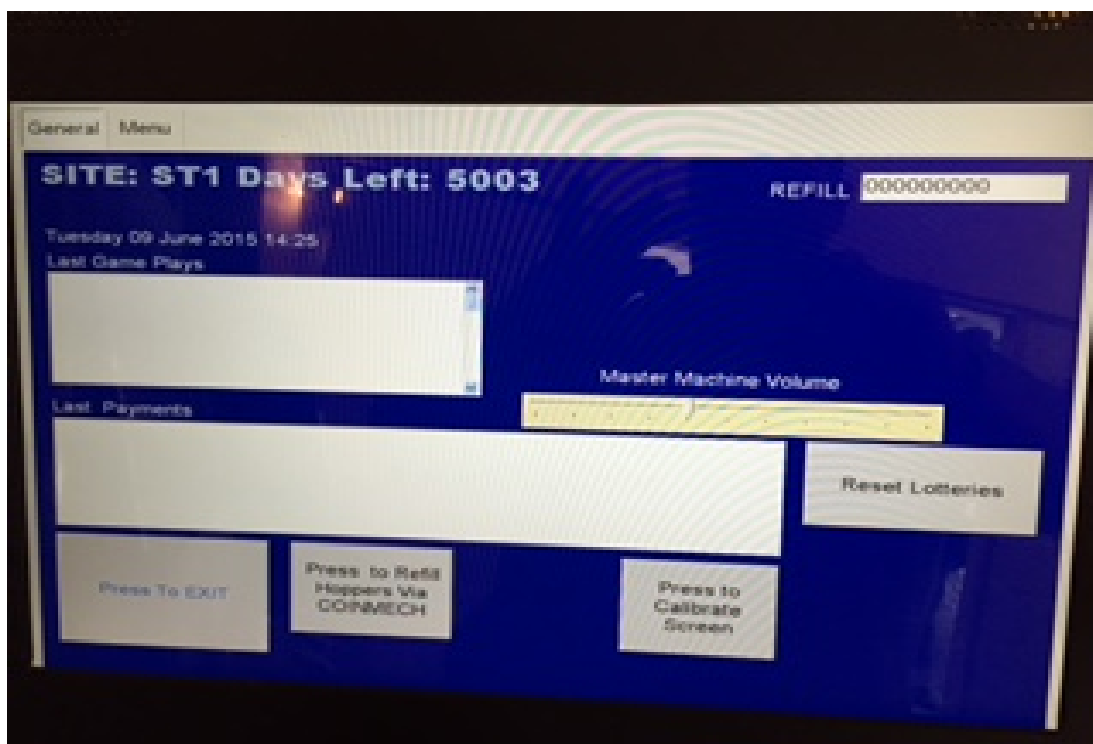 General Menu
SITE: ST1 Days Left: 5003
REFILL 000000000
Tuesday 09 June 2015 14:25
Last Game Plays
Master Machine Volume
Last Payments
Reset Lotteries
Press To EXIT
Press to Refill
Hoppers Via
COINMECH
Press to
Calibrate
Screen